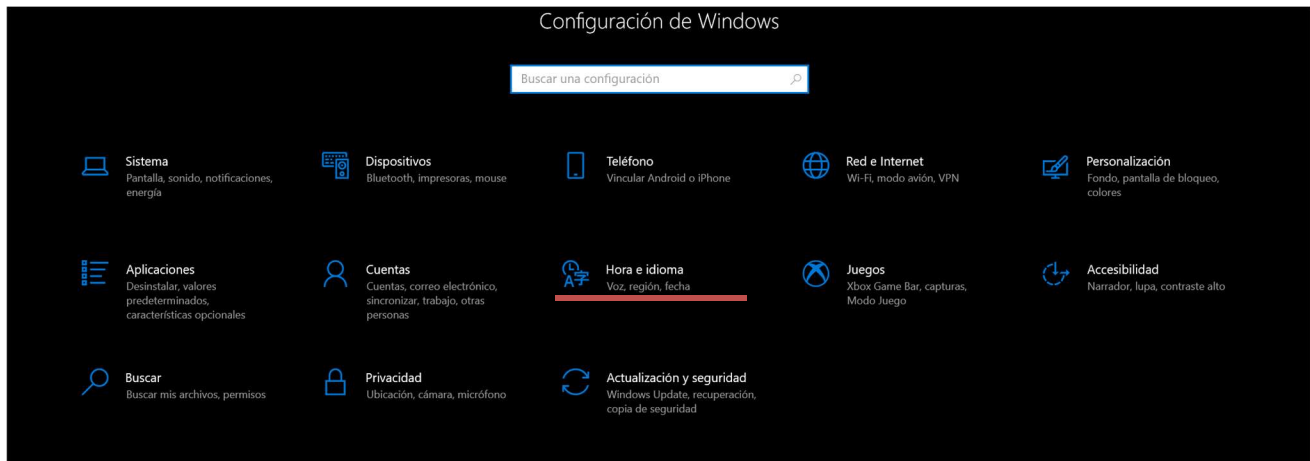 Configuración de Windows
Buscar una configuración
Sistema
Pantalla, sonido, notificaciones,
energía
Dispositivos
Bluetooth, impresoras, mouse
Teléfono
Vincular Android o iPhone
Red e Internet
Wi-Fi, modo avión, VPN
Personalización
Fondo, pantalla de bloqueo,
colores
Aplicaciones
Desinstalar, valores
predeterminados,
características opcionales
Cuentas
Cuentas, correo electrónico,
sincronizar, trabajo, otras
personas
Hora e idioma
Voz, región, fecha
Juegos
Xbox Game Bar, capturas,
Modo Juego
Accesibilidad
Narrador, lupa, contraste alto
Buscar
Buscar mis archivos, permisos
Privacidad
Ubicación, cámara, micrófono
Actualización y seguridad
Windows Update, recuperación,
copia de seguridad